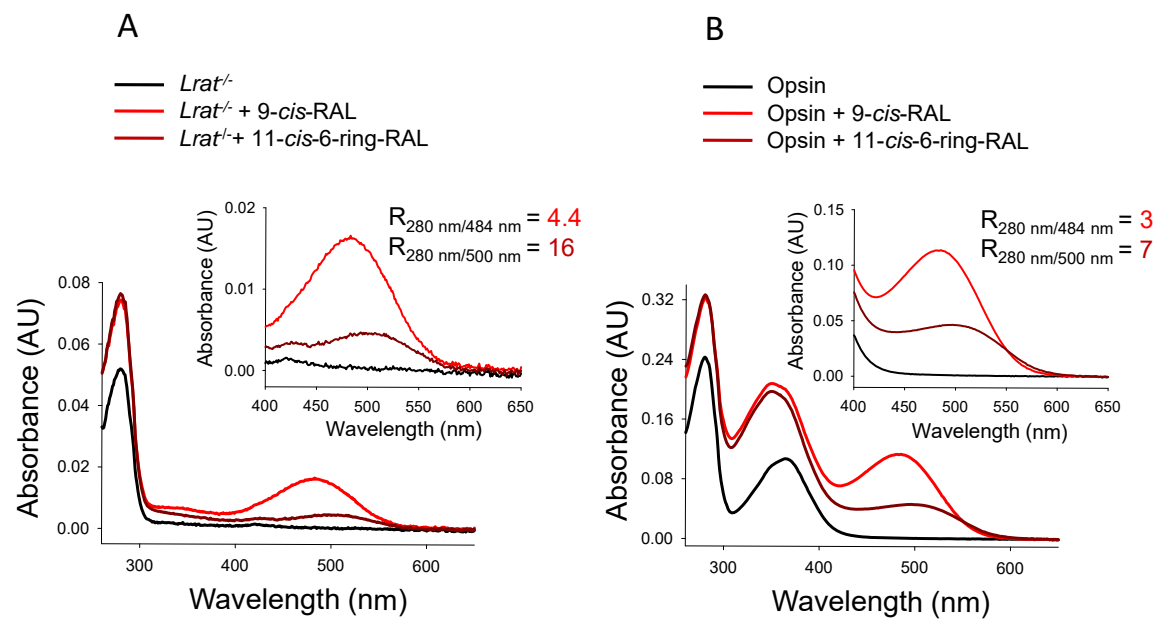 A
Lrat-/-
Lrat-/- + 9-cis-RAL
Lrat-/-+ 11-cis-6-ring-RAL
R280 nm/484 nm = 4.4
R280 nm/500 nm = 16
Absorbance (AU)
0.02
0.01
0.00
400 450 500 550 600 650
Wavelength (nm)
Absorbance (AU)
0.08
0.06
0.04
0.02
0.00
300 400 500 600
Wavelength (nm)
B
Opsin
Opsin + 9-cis-RAL
Opsin + 11-cis-6-ring-RAL
R280 nm/484 nm = 3
R280 nm/500 nm = 7
Absorbance (AU)
0.15
0.10
0.05
0.00
400 450 500 550 600 650
Wavelength (nm)
Absorbance (AU)
0.32
0.24
0.16
0.08
0.00
300 400 500 600
Wavelength (nm)